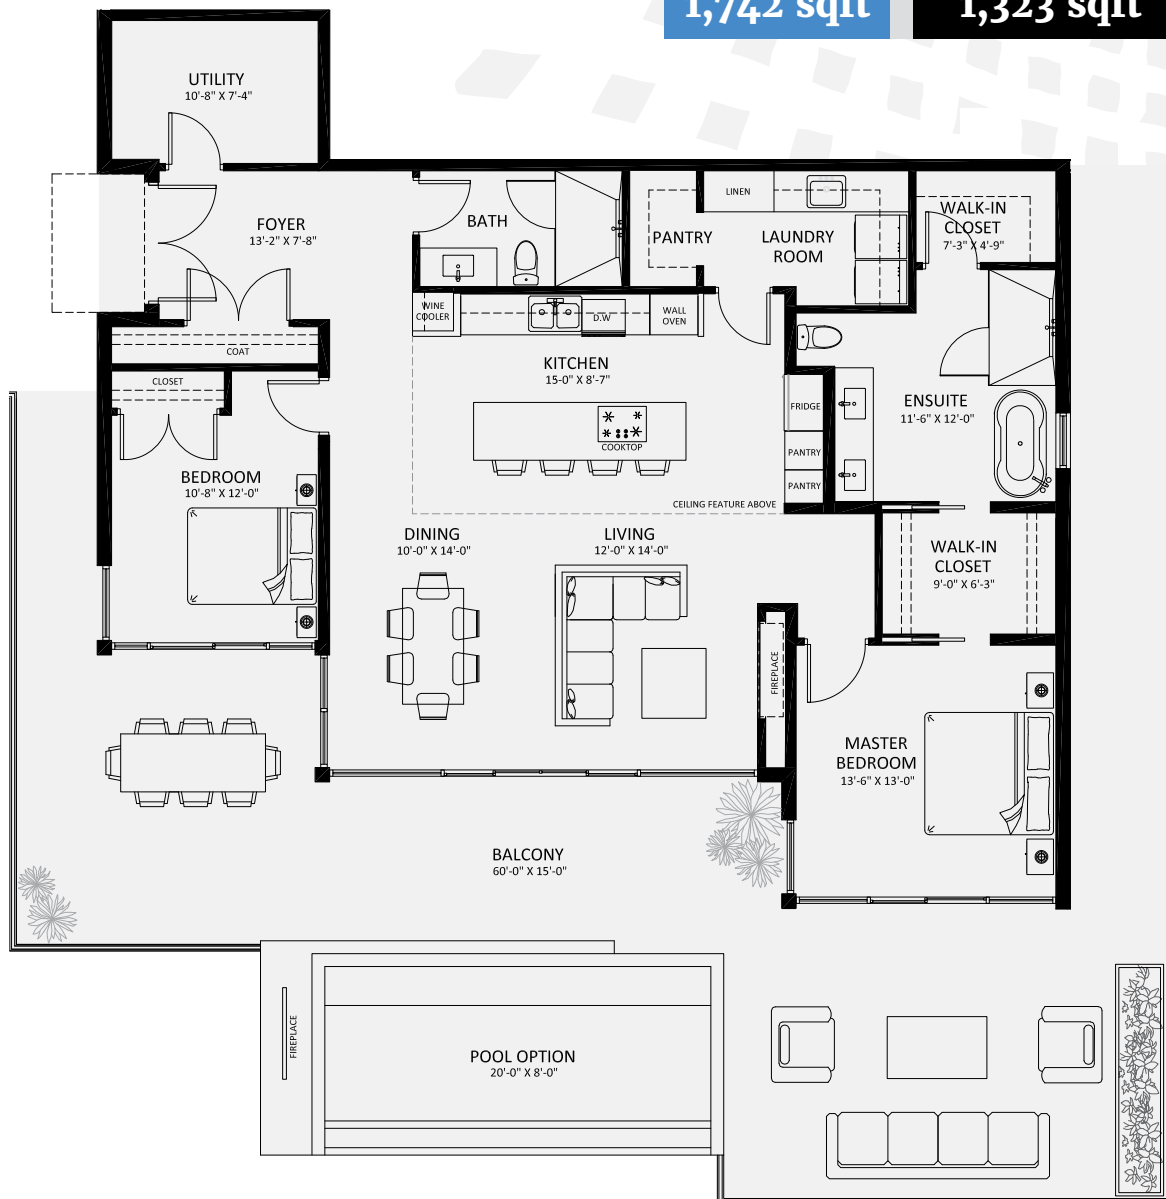 1,742 sqft
1,323 sqft
UTILITY
10'-8" X 7'-4"
FOYER
13'-2" X 7'-8"
BATH
PANTRY
LINEN
LAUNDRY
ROOM
WALK-IN
CLOSET
7'-3" X 4'-9"
WINE
COOLER
D.W
WALL
OVEN
COAT
CLOSET
KITCHEN
15-0" X 8'-7"
COOKTOP
FRIDGE
PANTRY
PANTRY
ENSUITE
11'-6" X 12'-0"
BEDROOM
10'-8" X 12'-0"
CEILING FEATURE ABOVE
DINING
10'-0" X 14'-0"
LIVING
12'-0" X 14'-0"
WALK-IN
CLOSET
9'-0" X 6'-3"
FIREPLACE
MASTER
BEDROOM
13'-6" X 13'-0"
BALCONY
60'-0" X 15'-0"
FIREPLACE
POOL OPTION
20'-0" X 8'-0"